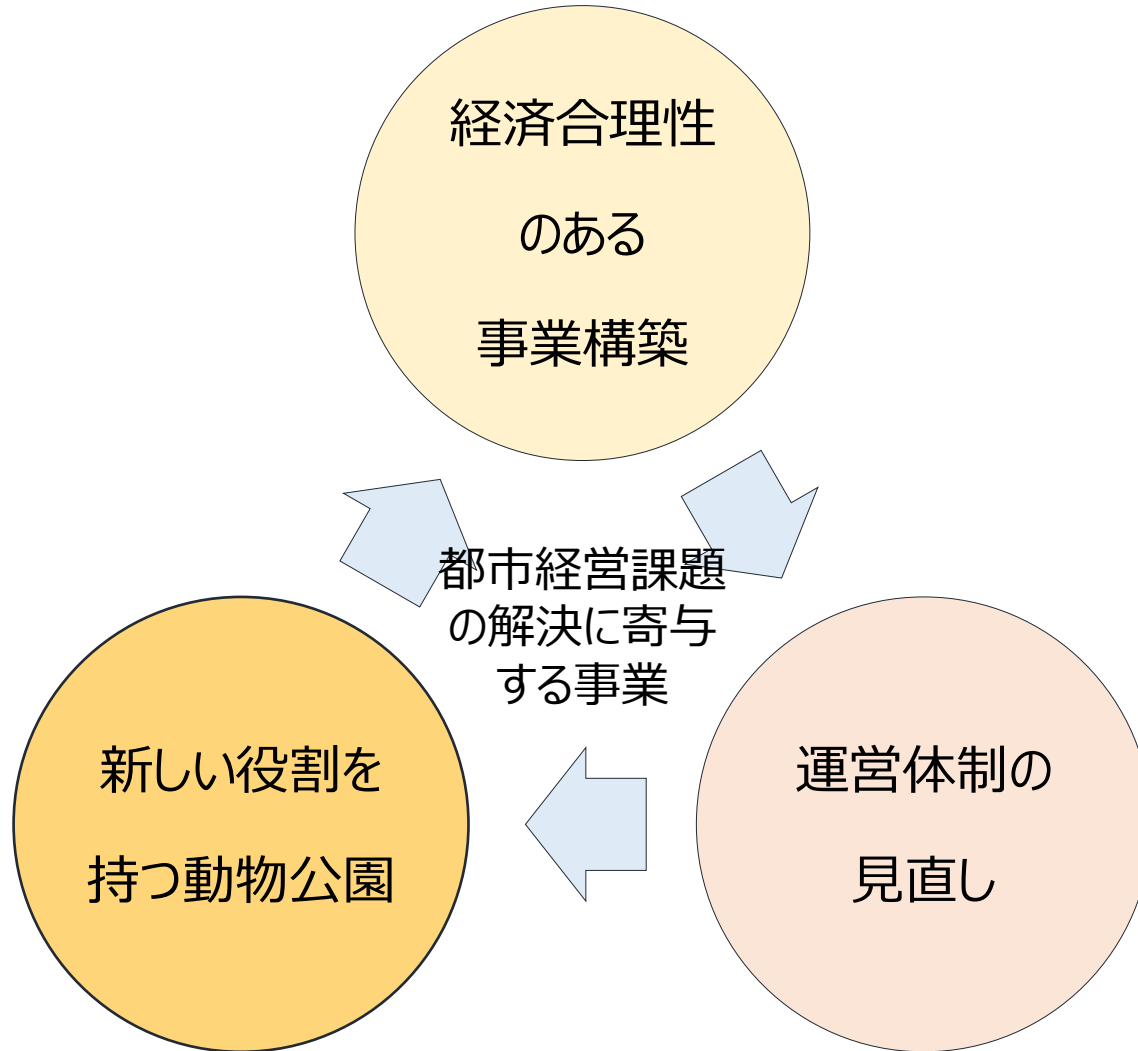 経済合理性
のある
事業構築
都市経営課題
の解決に寄与
する事業
新しい役割を
持つ動物公園
運営体制の
見直し